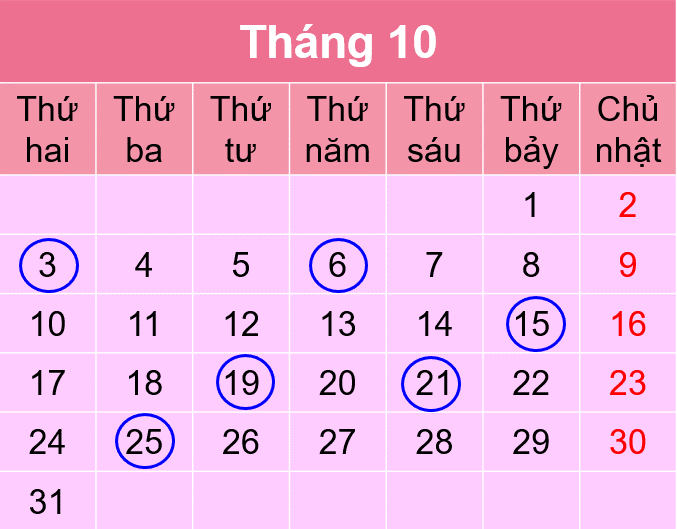 Tháng 10
Thứ hai Thứ ba Thứ tư Thứ năm Thứ sáu Thứ bảy Chủ nhật
1 2
3 4 5 6 7 8 9
10 11 12 13 14 15 16
17 18 19 20 21 22 23
24 25 26 27 28 29 30
31